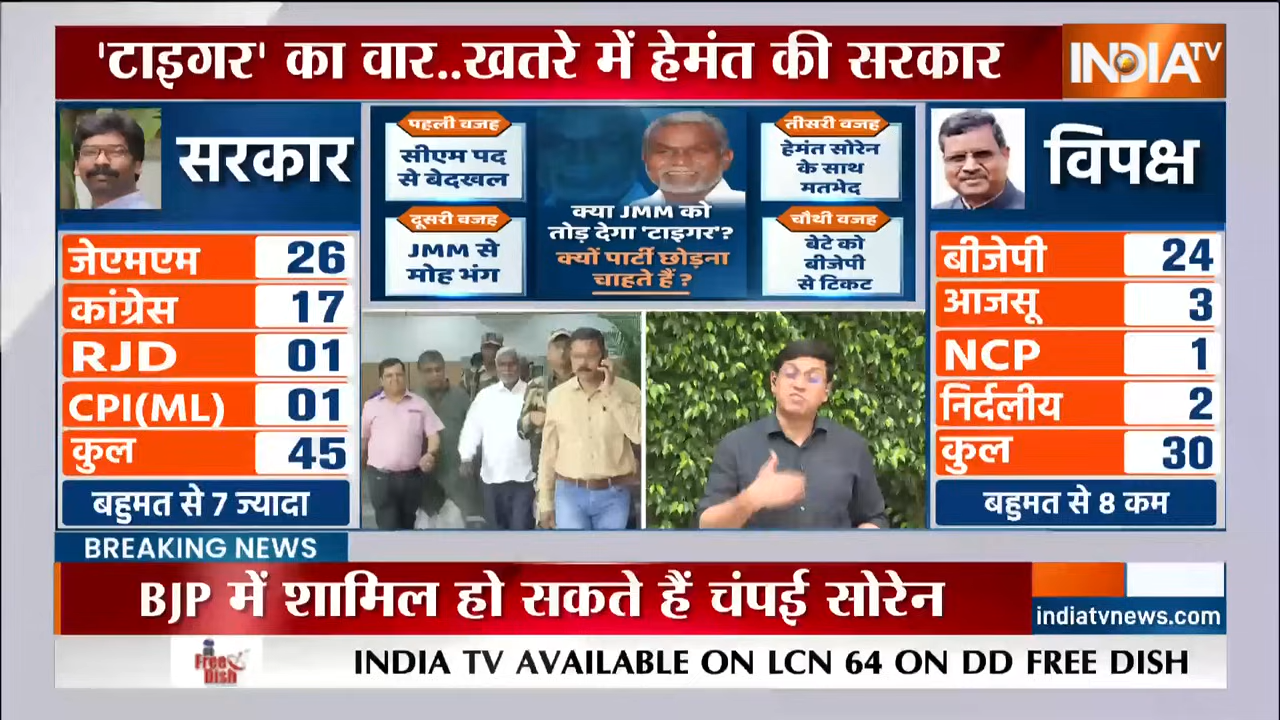 'टाइगर' का वार..खतरे में हेमंत की सरकार
INDIA TV
सरकार
जेएमएम 26
कांग्रेस 17
RJD 01
CPI(ML) 01
कुल 45
बहुमत से 7 ज्यादा
पहली वजह
सीएम पद
से बेदखल
दूसरी वजह
JMM से
मोह भंग
क्या JMM को
तोड़ देगा 'टाइगर'?
क्यों पार्टी छोड़ना
चाहते हैं ?
तीसरी वजह
हेमंत सोरेन
के साथ
मतभेद
चौथी वजह
बेटे को
बीजेपी
से टिकट
विपक्ष
बीजेपी 24
आजसू 3
NCP 1
निर्दलीय 2
कुल 30
बहुमत से 8 कम
BREAKING NEWS
BJP में शामिल हो सकते हैं चंपई सोरेन
indiatvnews.com
Free Dish
INDIA TV AVAILABLE ON LCN 64 ON DD FREE DISH